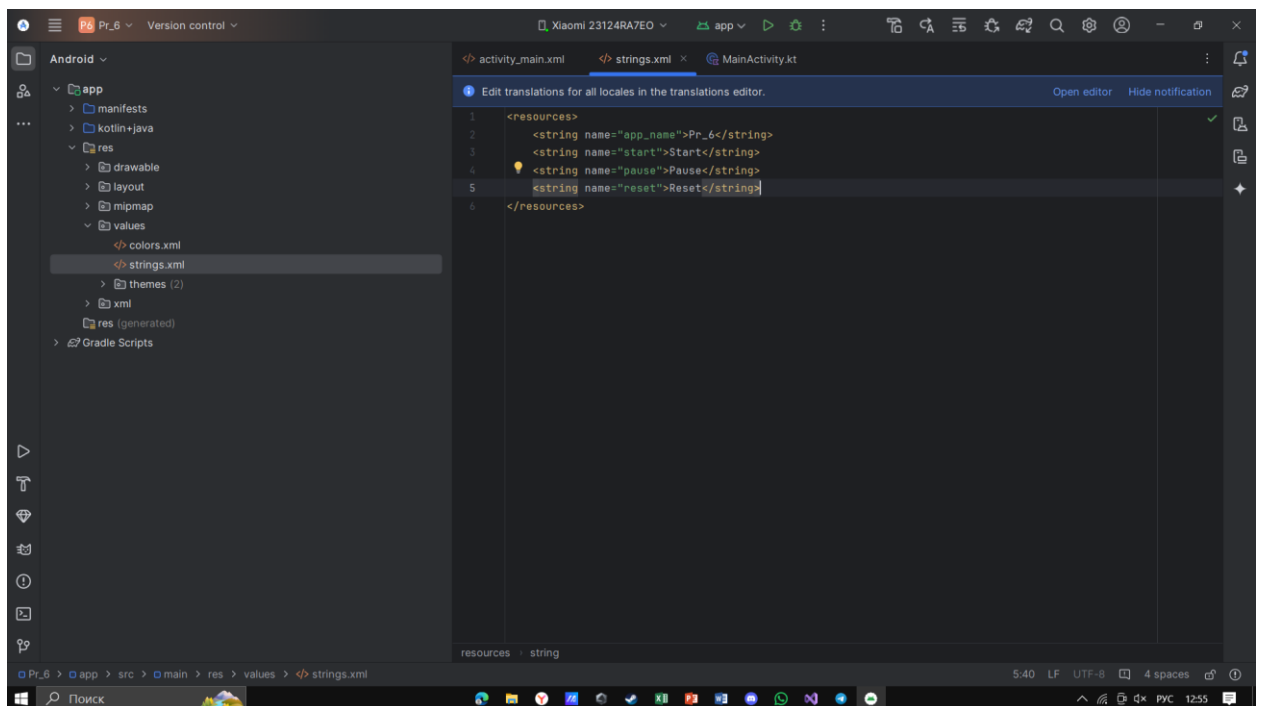 P6 Pr_6 Version control Xiaomi 23124RA7EO app
Android
app
manifests
kotlin+java
res
drawable
layout
mipmap
values
colors.xml
strings.xml
themes (2)
xml
res (generated)
Gradle Scripts
activity_main.xml strings.xml MainActivity.kt
Edit translations for all locales in the translations editor. Open editor Hide notification
1 <resources>
2 <string name="app_name">Pr_6</string>
3 <string name="start">Start</string>
4 <string name="pause">Pause</string>
5 <string name="reset">Reset</string>
6 </resources>
resources › string
Pr_6 > app > src > main > res > values > strings.xml 5:40 LF UTF-8 4 spaces
Поиск РУС 12:55